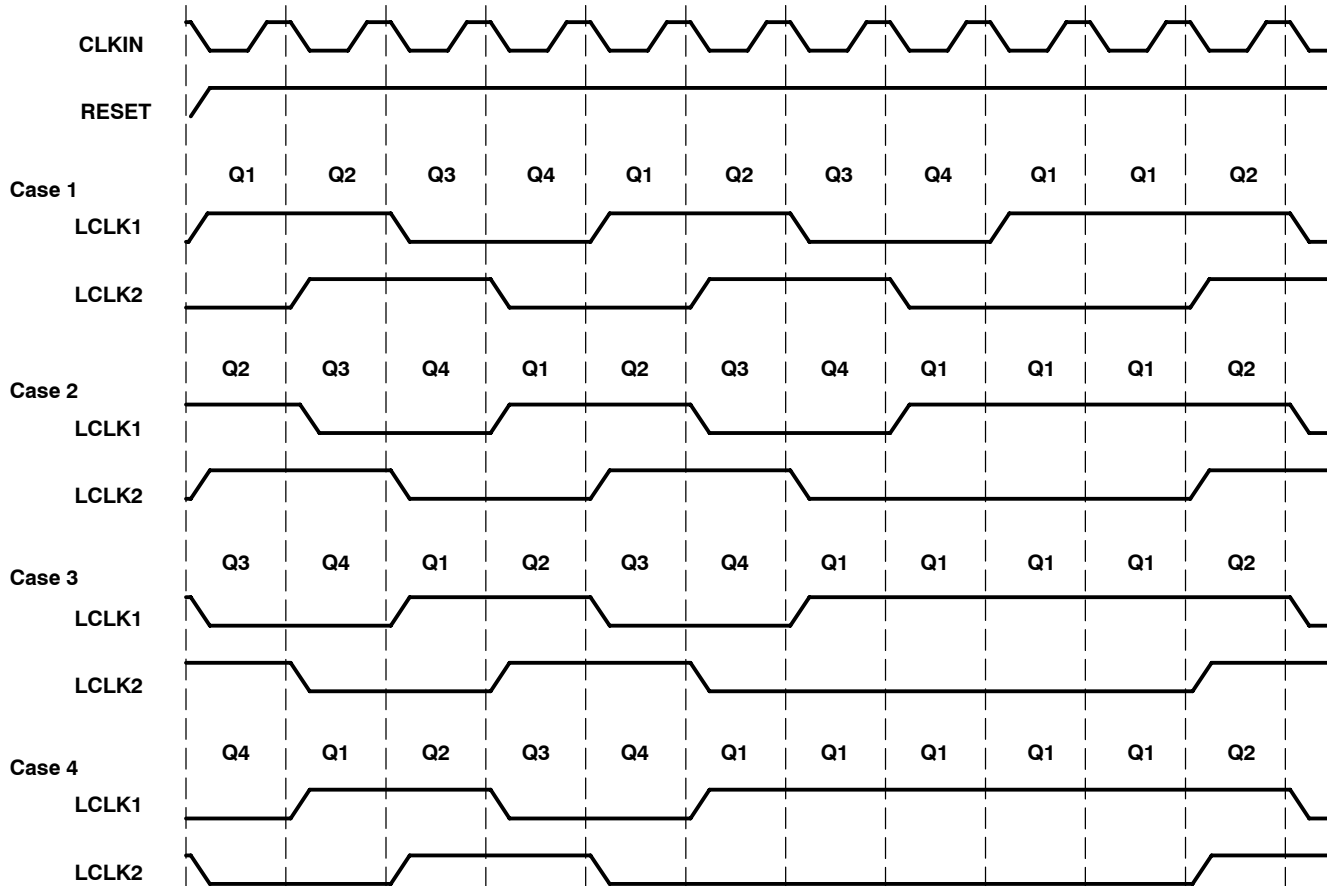 CLKIN
RESET
Case 1
Q1 Q2 Q3 Q4 Q1 Q2 Q3 Q4 Q1 Q1 Q2
LCLK1
LCLK2
Case 2
Q2 Q3 Q4 Q1 Q2 Q3 Q4 Q1 Q1 Q1 Q2
LCLK1
LCLK2
Case 3
Q3 Q4 Q1 Q2 Q3 Q4 Q1 Q1 Q1 Q1 Q2
LCLK1
LCLK2
Case 4
Q4 Q1 Q2 Q3 Q4 Q1 Q1 Q1 Q1 Q1 Q2
LCLK1
LCLK2